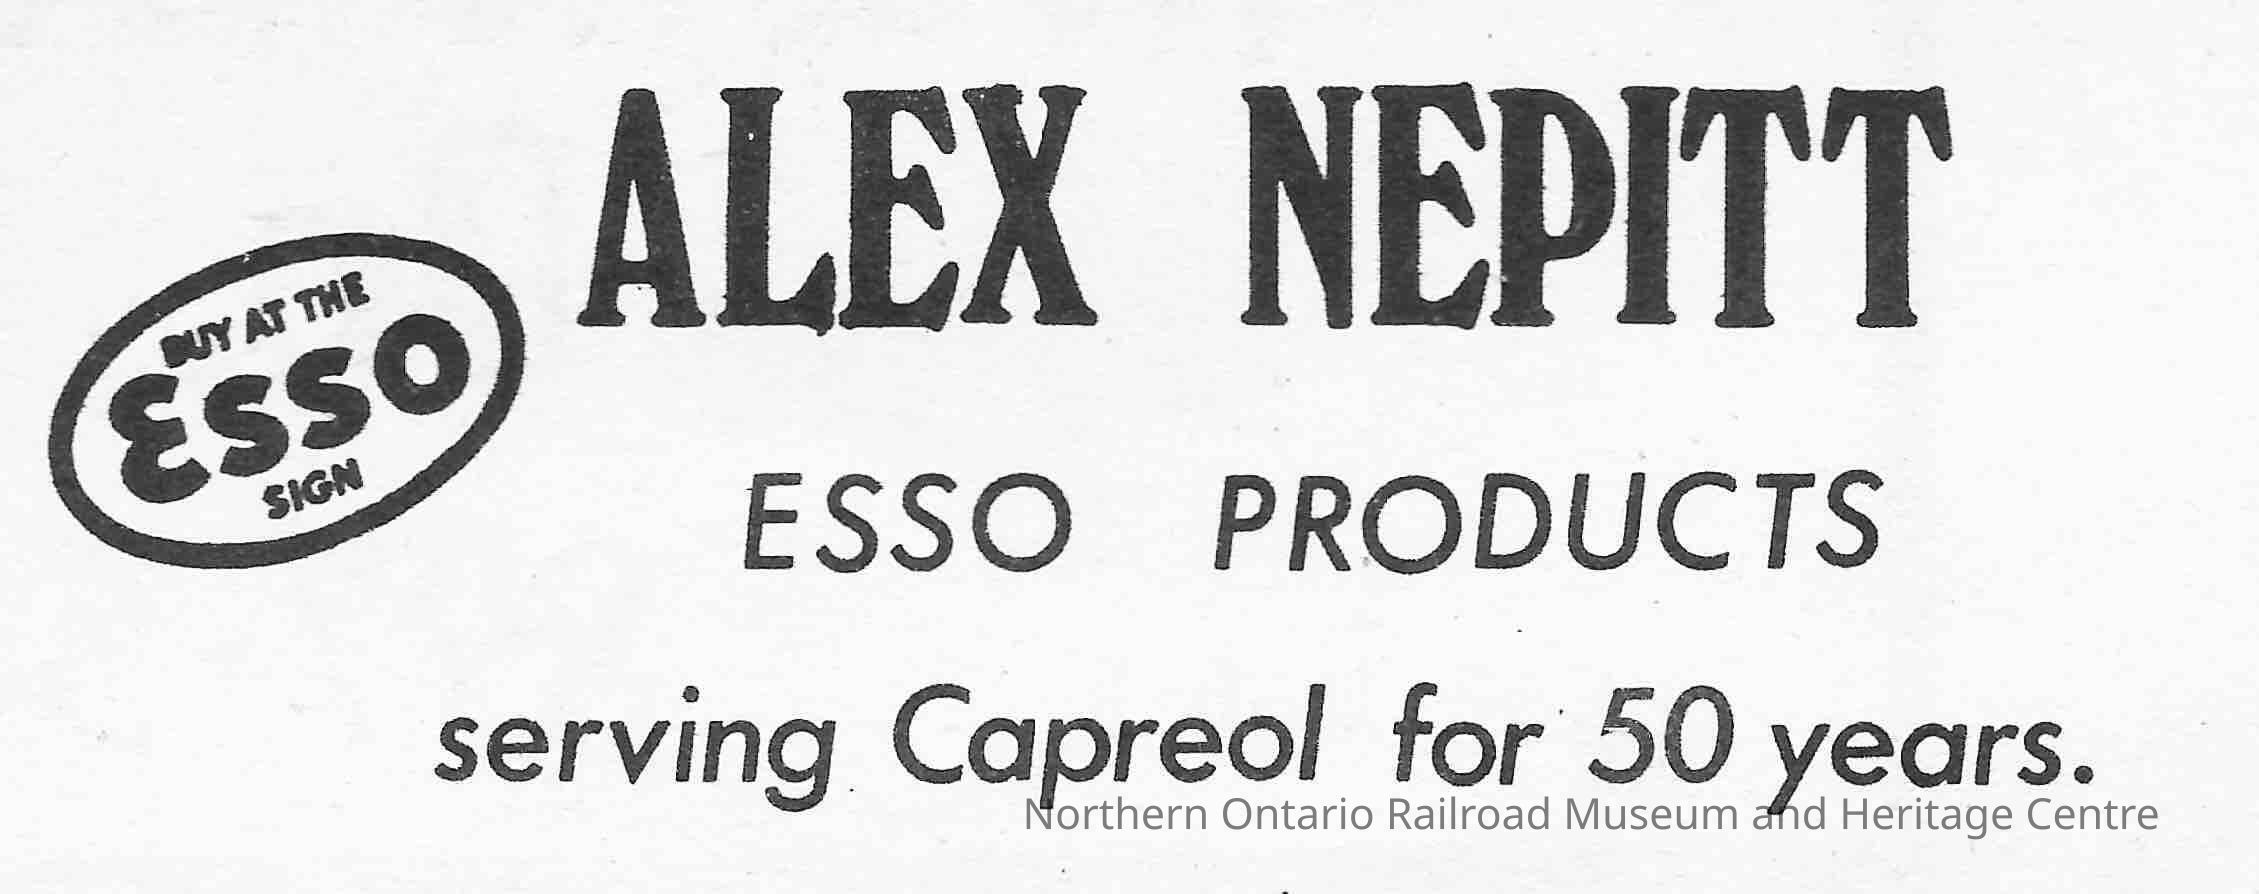 ALEX NEPITT
BUY AT THE
ESSO
SIGN
ESSO PRODUCTS
serving Capreol for 50 years.
Northern Ontario Railroad Museum and Heritage Centre